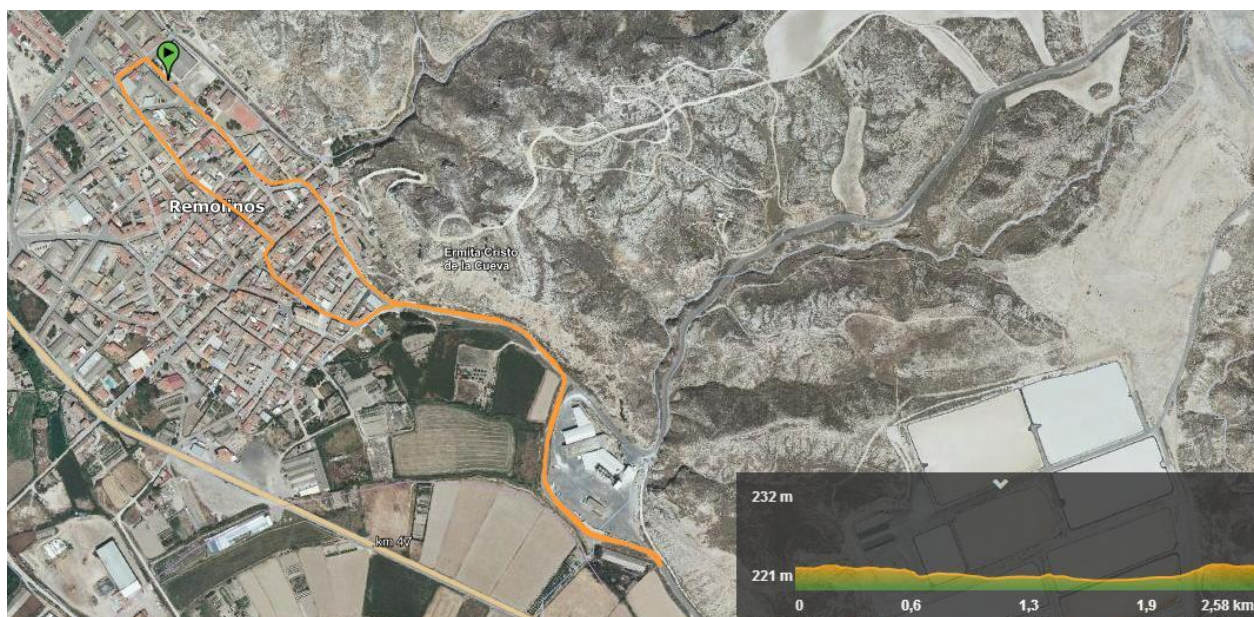 Remolinos
Ermita Cristo
de la Cueva
km 47
232 m
221 m
0 0,6 1,3 1,9 2,58 km